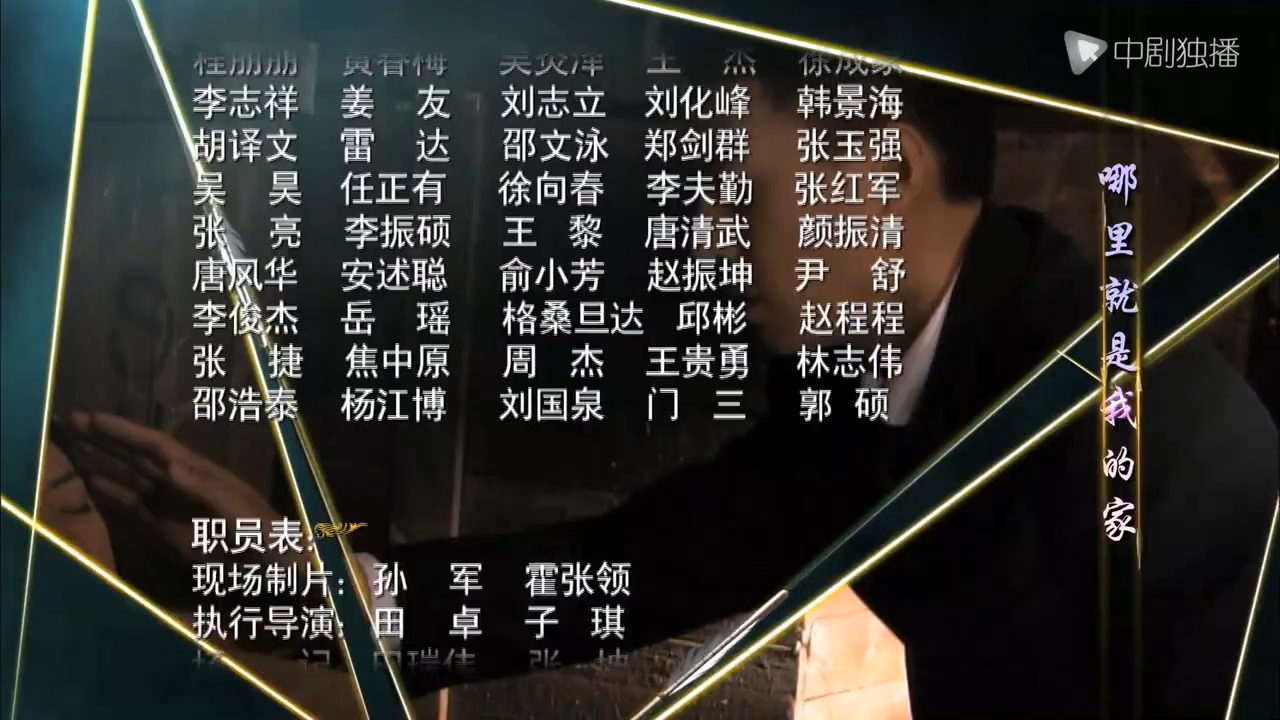 中剧独播
李志祥 姜 友 刘志立 刘化峰 韩景海
胡译文 雷 达 邵文泳 郑剑群 张玉强
吴 昊 任正有 徐向春 李夫勤 张红军
张 亮 李振硕 王 黎 唐清武 颜振清
唐风华 安述聪 俞小芳 赵振坤 尹 舒
李俊杰 岳 瑶 格桑旦达 邱彬 赵程程
张 捷 焦中原 周 杰 王贵勇 林志伟
邵浩泰 杨江博 刘国泉 门 三 郭 硕
职员表:
现场制片: 孙 军 霍张领
执行导演: 田 卓 子 琪
哪里就是我的家